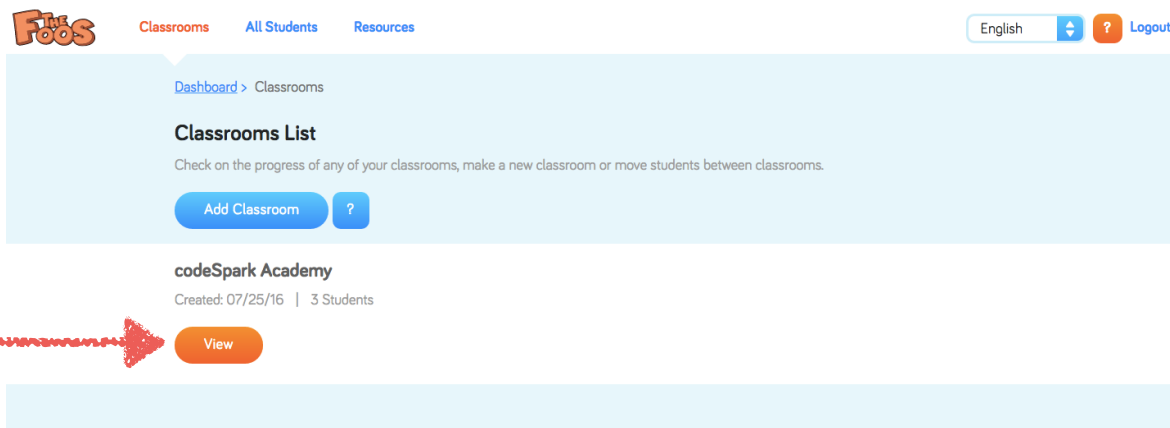 THE FOOS
Classrooms All Students Resources English ? Logout
Dashboard > Classrooms
Classrooms List
Check on the progress of any of your classrooms, make a new classroom or move students between classrooms.
Add Classroom ?
codeSpark Academy
Created: 07/25/16 | 3 Students
View